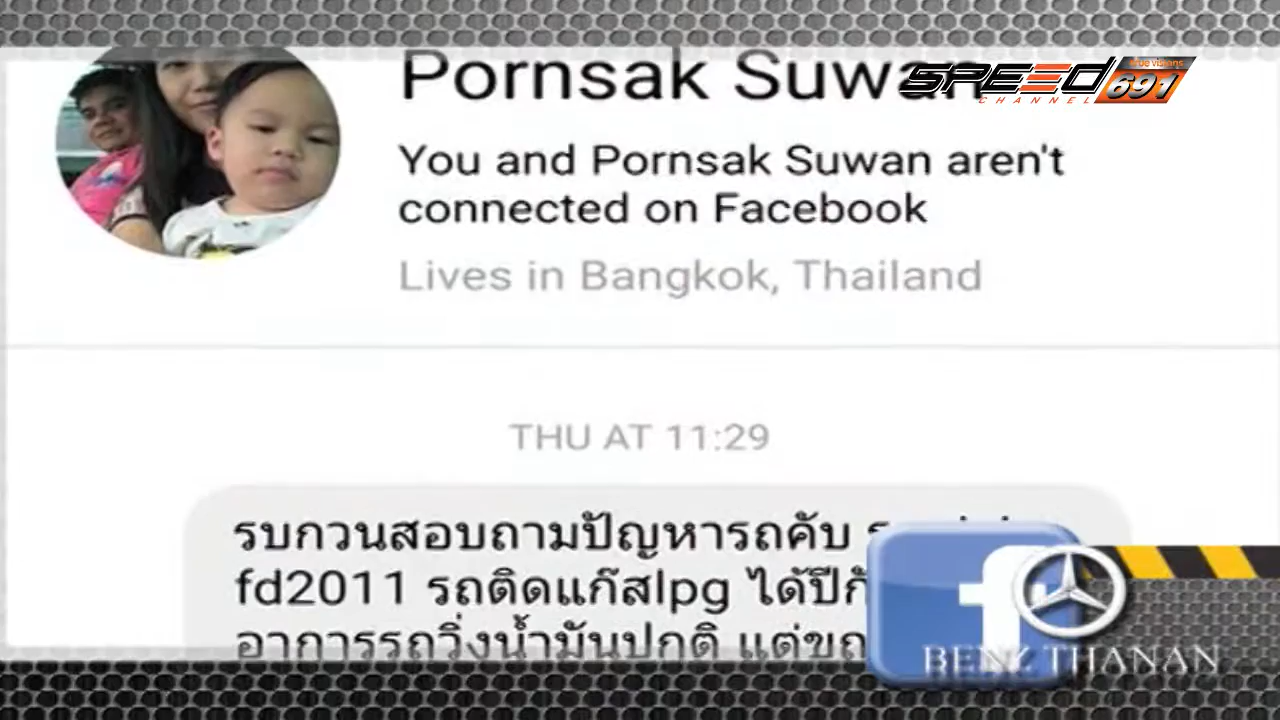 Pornsak Suwan
SPEED
CHANNEL
691
You and Pornsak Suwan aren't
connected on Facebook
Lives in Bangkok, Thailand
THU AT 11:29
รบกวนสอบถามปัญหารถคับ
fd2011 รถติดแก๊สlpg ได้ปี
อาการรถวิ่งน้ำมันปกติ แต่
f
BENZ THANAN